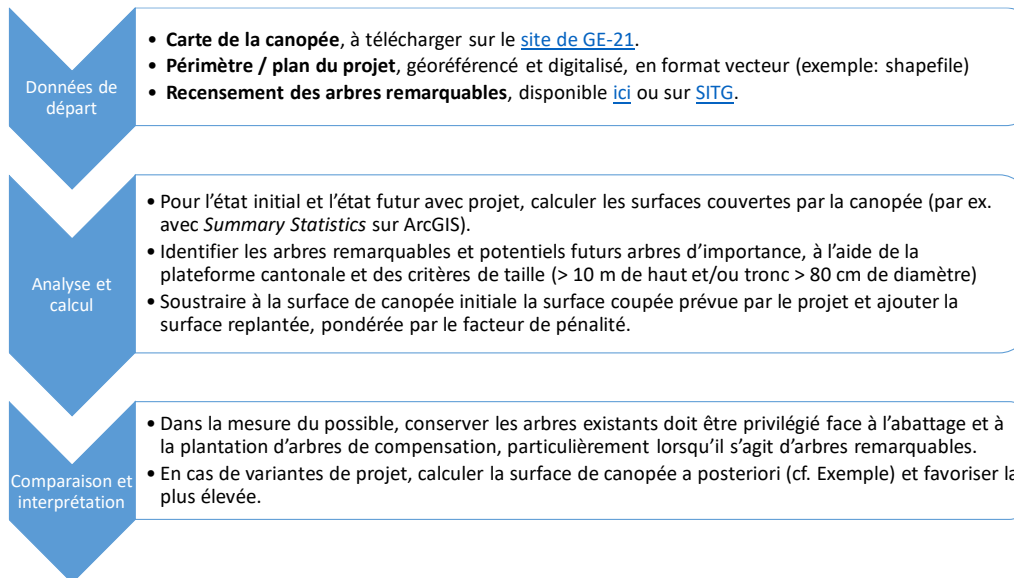 Données de
départ
• Carte de la canopée, à télécharger sur le site de GE-21.
• Périmètre / plan du projet, géoréférencé et digitalisé, en format vecteur (exemple: shapefile)
• Recensement des arbres remarquables, disponible ici ou sur SITG.
Analyse et
calcul
• Pour l’état initial et l’état futur avec projet, calculer les surfaces couvertes par la canopée (par ex.
avec Summary Statistics sur ArcGIS).
• Identifier les arbres remarquables et potentiels futurs arbres d’importance, à l’aide de la
plateforme cantonale et des critères de taille (> 10 m de haut et/ou tronc > 80 cm de diamètre)
• Soustraire à la surface de canopée initiale la surface coupée prévue par le projet et ajouter la
surface replantée, pondérée par le facteur de pénalité.
Comparaison et
interprétation
• Dans la mesure du possible, conserver les arbres existants doit être privilégié face à l’abattage et à
la plantation d’arbres de compensation, particulièrement lorsqu’il s’agit d’arbres remarquables.
• En cas de variantes de projet, calculer la surface de canopée a posteriori (cf. Exemple) et favoriser la
plus élevée.